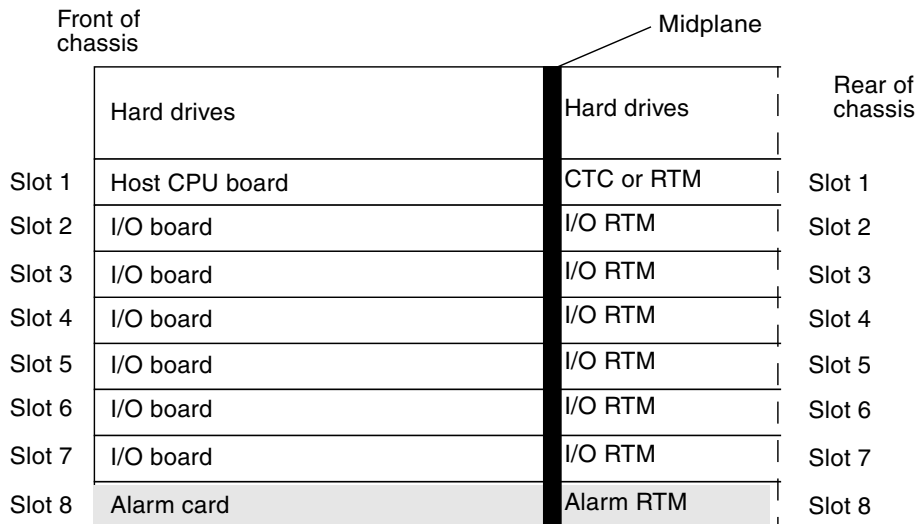 Front of
chassis
Midplane
Rear of
chassis
Hard drives Hard drives
Slot 1 Host CPU board CTC or RTM Slot 1
Slot 2 I/O board I/O RTM Slot 2
Slot 3 I/O board I/O RTM Slot 3
Slot 4 I/O board I/O RTM Slot 4
Slot 5 I/O board I/O RTM Slot 5
Slot 6 I/O board I/O RTM Slot 6
Slot 7 I/O board I/O RTM Slot 7
Slot 8 Alarm card Alarm RTM Slot 8